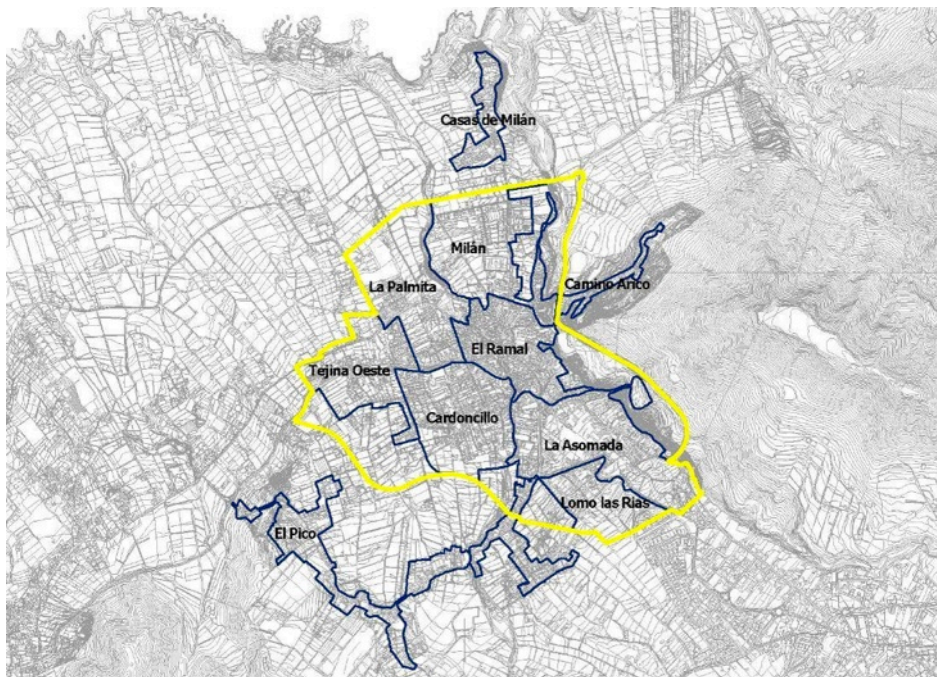 Casas de Milán
Milán
La Palmita
Camino Arico
El Ramal
Tejina Oeste
Cardoncillo
La Asomada
Lomo las Rias
El Pico